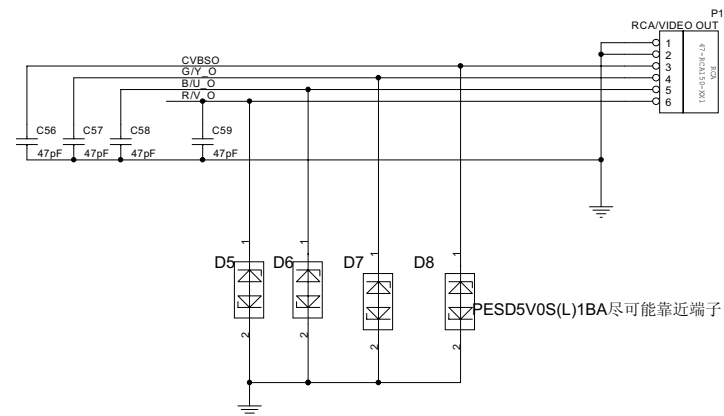 P1
RCA/VIDEO OUT
1
2
3
4
5
6
RCA
47-RCA150-XX1
CVBSO
G/Y_O
B/U_O
R/V_O
C56
47pF
C57
47pF
C58
47pF
C59
47pF
D5
1
2
D6
1
2
D7
1
2
D8
1
2
PESD5V0S(L)1BA尽可能靠近端子